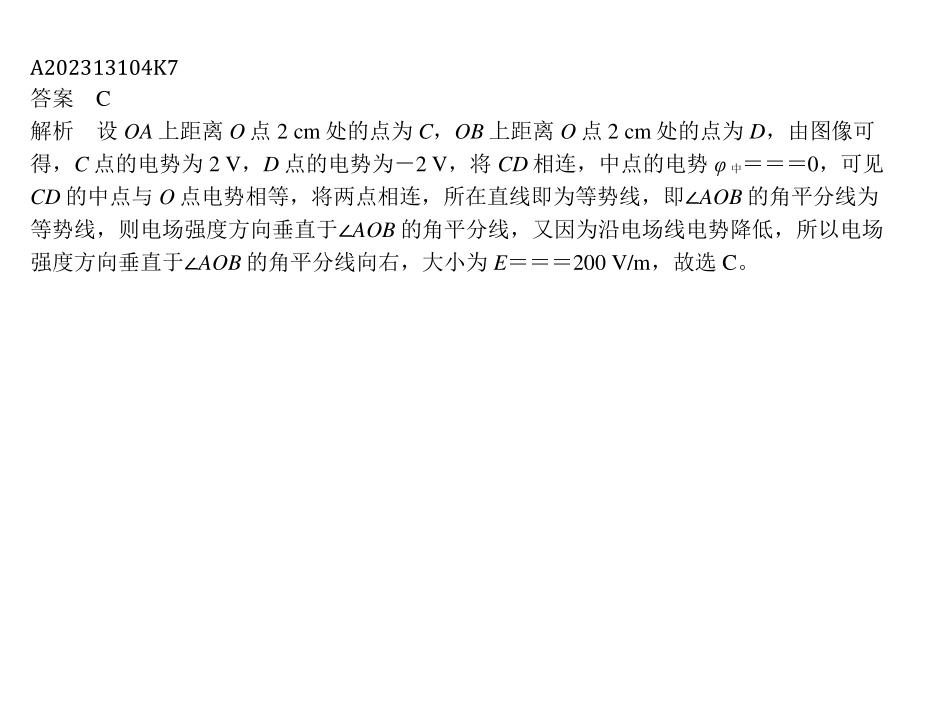 A202313104K7
答案　C
解析　设 OA 上距离 O 点 2 cm 处的点为 C，OB 上距离 O 点 2 cm 处的点为 D，由图像可
得，C 点的电势为 2 V，D 点的电势为－2 V，将 CD 相连，中点的电势 φ中＝＝＝0，可见
CD 的中点与 O 点电势相等，将两点相连，所在直线即为等势线，即∠AOB 的角平分线为
等势线，则电场强度方向垂直于∠AOB 的角平分线，又因为沿电场线电势降低，所以电场
强度方向垂直于∠AOB 的角平分线向右，大小为 E＝＝＝200 V/m，故选 C。